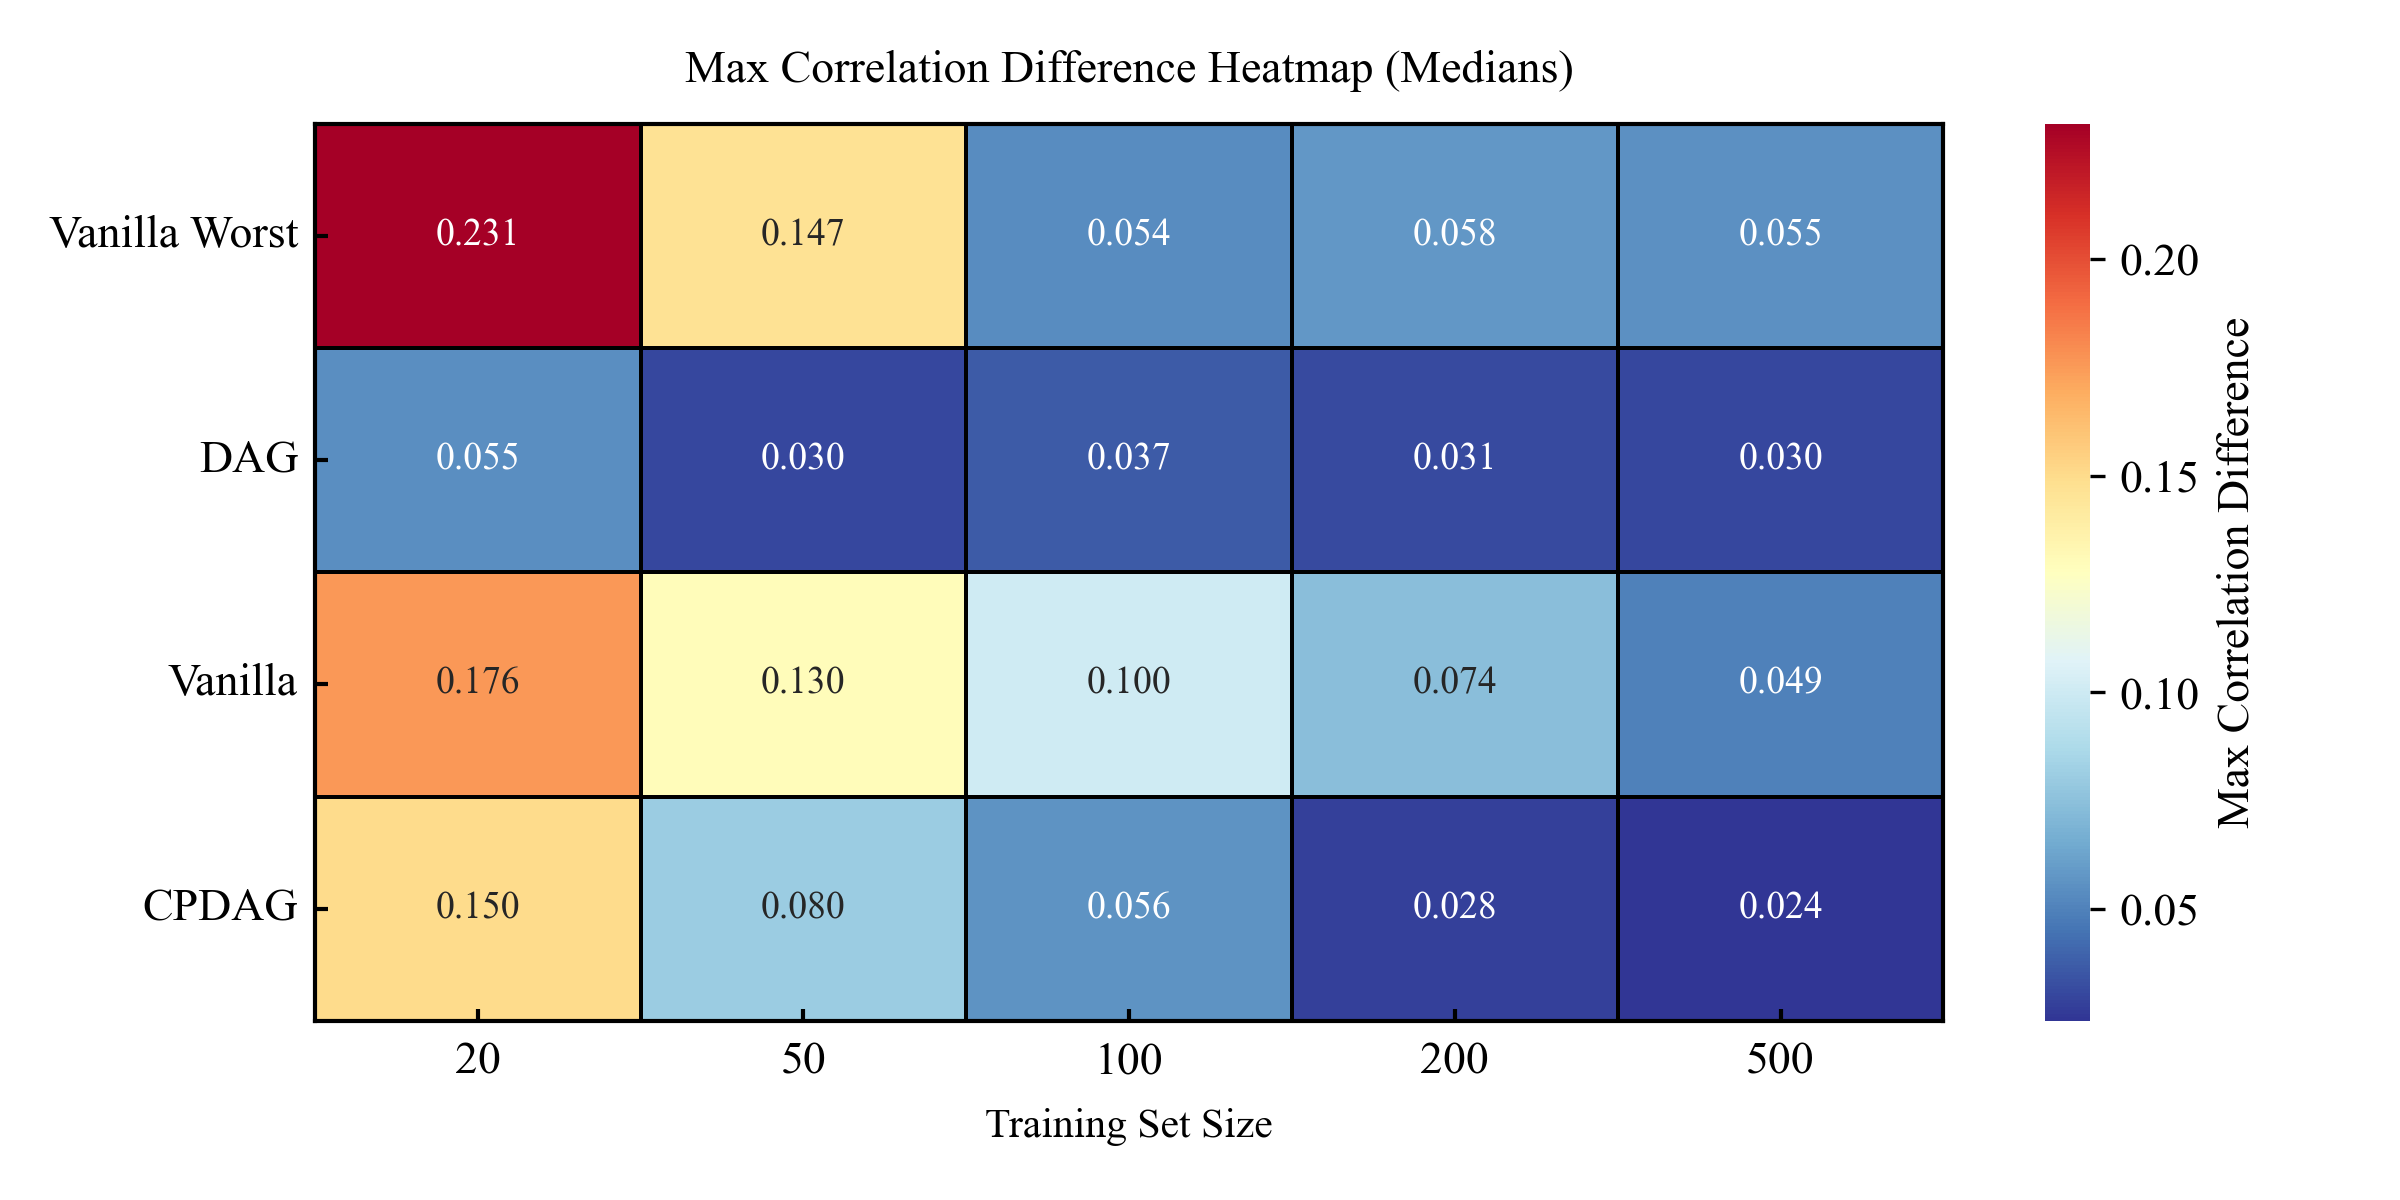 Max Correlation Difference Heatmap (Medians)
Vanilla Worst 0.231 0.147 0.054 0.058 0.055
DAG 0.055 0.030 0.037 0.031 0.030
Vanilla 0.176 0.130 0.100 0.074 0.049
CPDAG 0.150 0.080 0.056 0.028 0.024
20 50 100 200 500
Training Set Size
0.20
0.15
0.10
0.05
Max Correlation Difference